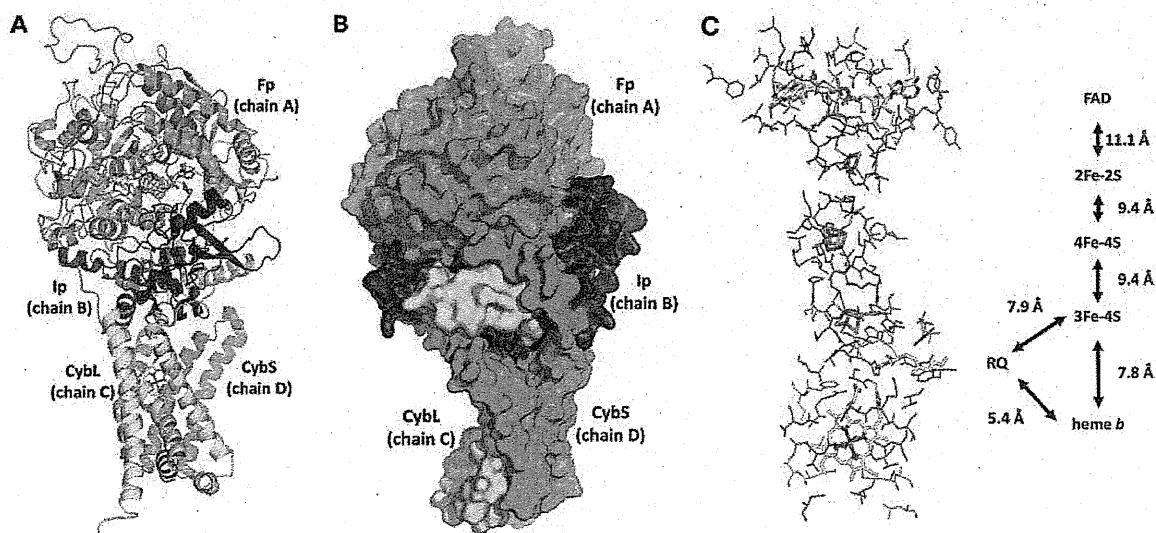 A
Fp
(chain A)
Ip
(chain B)
CybL
(chain C)
CybS
(chain D)
B
Fp
(chain A)
Ip
(chain B)
CybL
(chain C)
CybS
(chain D)
C
FAD
11.1 Å
2Fe-2S
9.4 Å
4Fe-4S
9.4 Å
7.9 Å
3Fe-4S
RQ
7.8 Å
5.4 Å
heme b